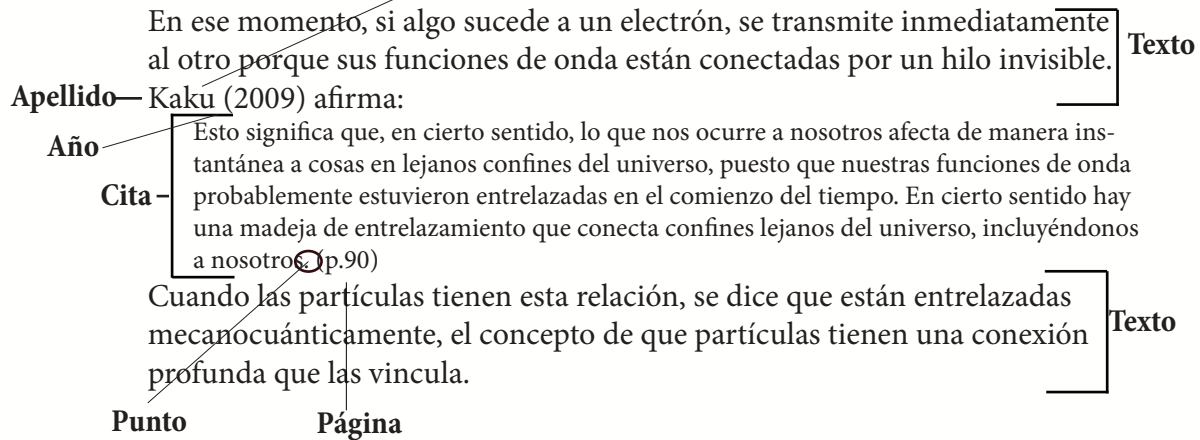 En ese momento, si algo sucede a un electrón, se transmite inmediatamente
al otro porque sus funciones de onda están conectadas por un hilo invisible.
Texto
Apellido Kaku (2009) afirma:
Año
Esto significa que, en cierto sentido, lo que nos ocurre a nosotros afecta de manera ins-
tantánea a cosas en lejanos confines del universo, puesto que nuestras funciones de onda
Cita
probablemente estuvieron entrelazadas en el comienzo del tiempo. En cierto sentido hay
una madeja de entrelazamiento que conecta confines lejanos del universo, incluyéndonos
a nosotros. (p.90)
Cuando las partículas tienen esta relación, se dice que están entrelazadas
mecanocuánticamente, el concepto de que partículas tienen una conexión
Texto
profunda que las vincula.
Punto
Página